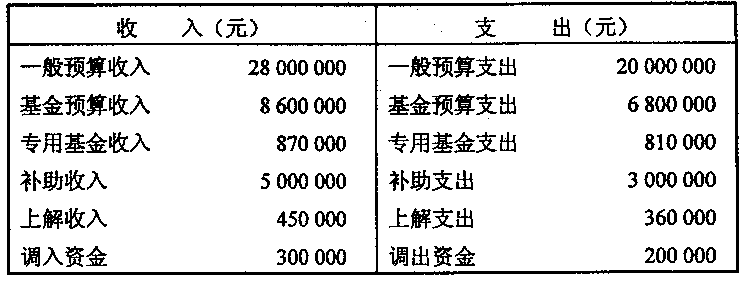 收 入（元） 支 出（元）
一般预算收入 28 000 000 一般预算支出 20 000 000
基金预算收入 8 600 000 基金预算支出 6 800 000
专用基金收入 870 000 专用基金支出 810 000
补助收入 5 000 000 补助支出 3 000 000
上解收入 450 000 上解支出 360 000
调入资金 300 000 调出资金 200 000